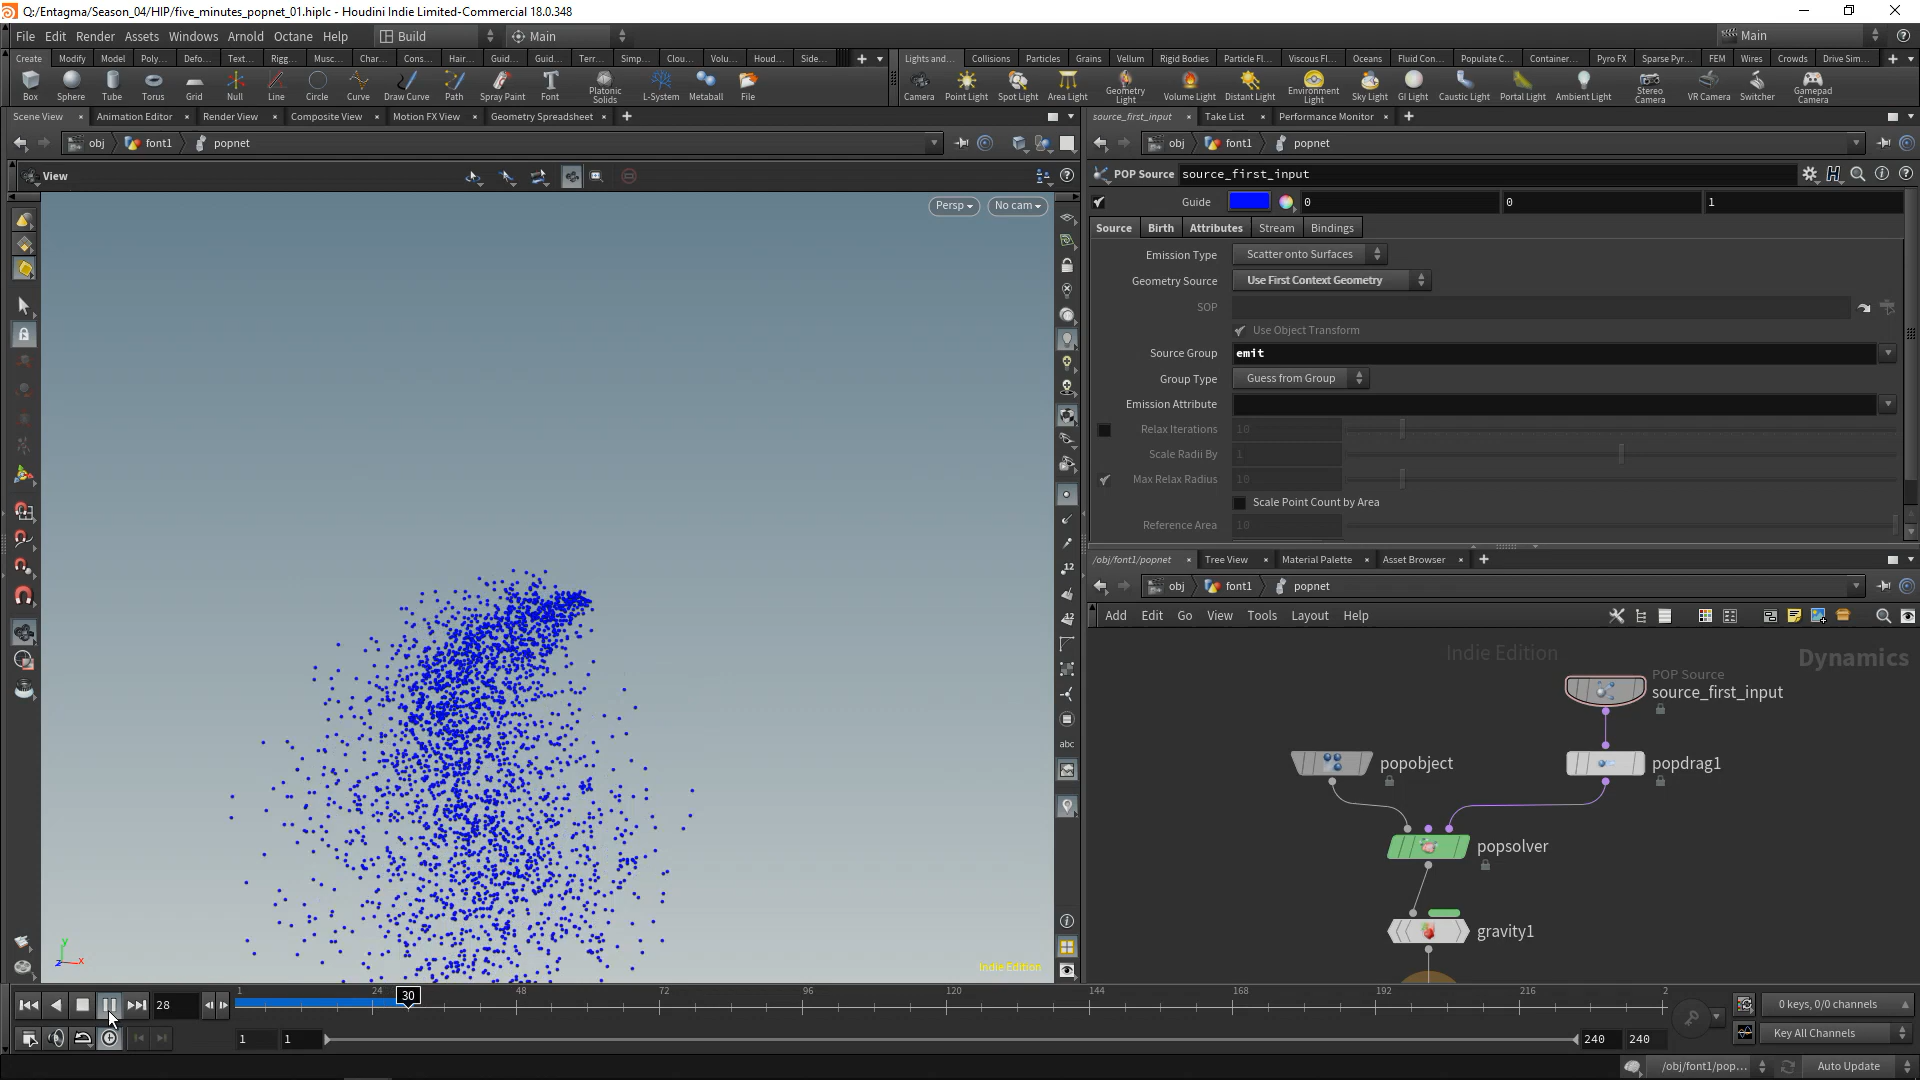 Q:/Entagma/Season_04/HIP/five_minutes_popnet_01.hiplc - Houdini Indie Limited-Commercial 18.0.348
File Edit Render Assets Windows Arnold Octane Help Build Main Main
Create Modify Model Poly... Defo... Text... Rigg... Musc... Char... Cons... Hair... Guid... Guid... Terr... Simp... Clou... Volu... Houd... Side...
Lights and... Collisions Particles Grains Vellum Rigid Bodies Particle Fl... Viscous Fl... Oceans Fluid Con... Populate C... Container... Pyro FX Sparse Pyr... FEM Wires Crowds Drive Sim...
Box Sphere Tube Torus Grid Null Line Circle Curve Draw Curve Path Spray Paint Font Platonic Solids L-System Metaball File
Camera Point Light Spot Light Area Light Geometry Light Volume Light Distant Light Environment Light Sky Light GI Light Caustic Light Portal Light Ambient Light Stereo Camera VR Camera Switcher Gamepad Camera
Scene View Animation Editor Render View Composite View Motion FX View Geometry Spreadsheet
source_first_input Take List Performance Monitor
obj font1 popnet
obj font1 popnet
View
Persp No cam
POP Source source_first_input
Guide 0 0 1
Source Birth Attributes Stream Bindings
Emission Type Scatter onto Surfaces
Geometry Source Use First Context Geometry
SOP
Use Object Transform
Source Group emit
Group Type Guess from Group
Emission Attribute
Relax Iterations 10
Scale Radii By 1
Max Relax Radius 10
Scale Point Count by Area
Reference Area 10
/obj/font1/popnet Tree View Material Palette Asset Browser
obj font1 popnet
Add Edit Go View Tools Layout Help
Indie Edition
Dynamics
POP Source
source_first_input
popobject
popdrag1
popsolver
gravity1
12
12
abc
y
z x
Indie Edition
28
1 24 30 48 72 96 120 144 168 192 216 2
0 keys, 0/0 channels
1 1 240 240
Key All Channels
/obj/font1/pop... Auto Update